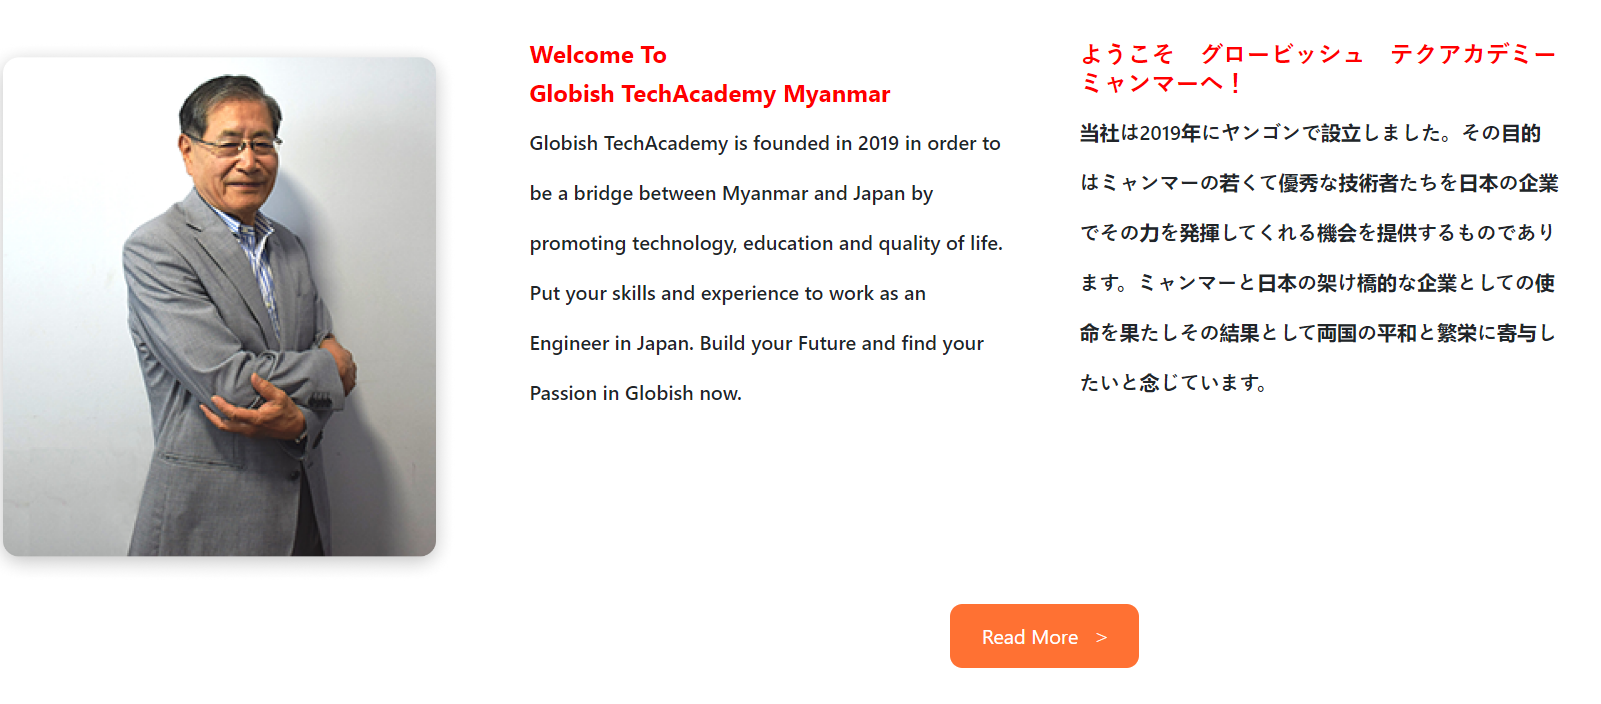 Welcome To
Globish TechAcademy Myanmar
Globish TechAcademy is founded in 2019 in order to
be a bridge between Myanmar and Japan by
promoting technology, education and quality of life.
Put your skills and experience to work as an
Engineer in Japan. Build your Future and find your
Passion in Globish now.
ようこそ　グロービッシュ　テクアカデミー
ミャンマーへ！
当社は2019年にヤンゴンで設立しました。その目的
はミャンマーの若くて優秀な技術者たちを日本の企業
でその力を発揮してくれる機会を提供するものであり
ます。ミャンマーと日本の架け橋的な企業としての使
命を果たしその結果として両国の平和と繁栄に寄与し
たいと念じています。
Read More >